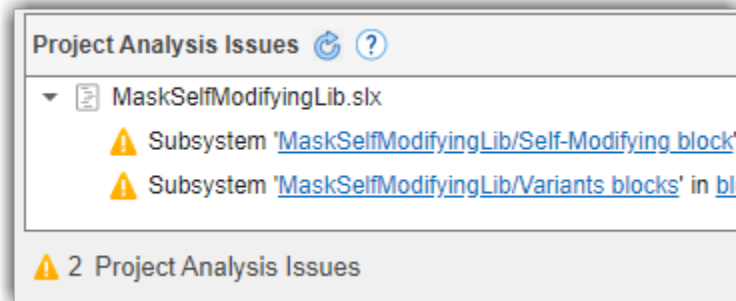 Project Analysis Issues
MaskSelfModifyingLib.slx
Subsystem 'MaskSelfModifyingLib/Self-Modifying block'
Subsystem 'MaskSelfModifyingLib/Variants blocks' in
2 Project Analysis Issues